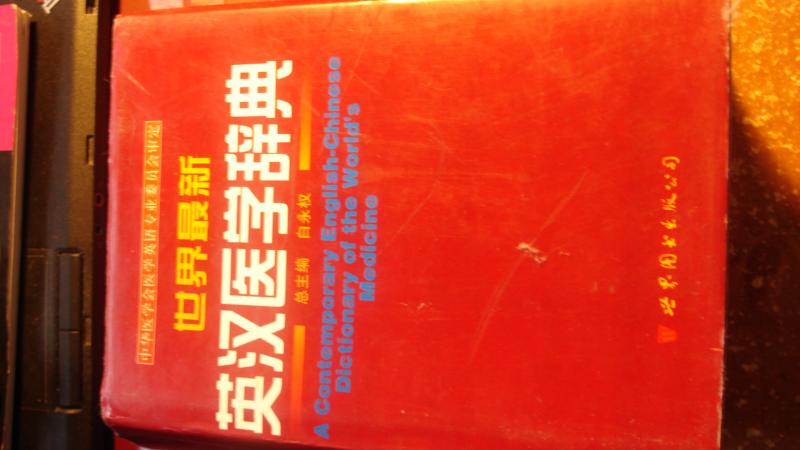 中华医学会医学英语专业委员会审定
世界最新
英汉医学辞典
总主编 白永权
A Contemporary English-Chinese
Dictionary of the World's
Medicine
世界图书出版公司